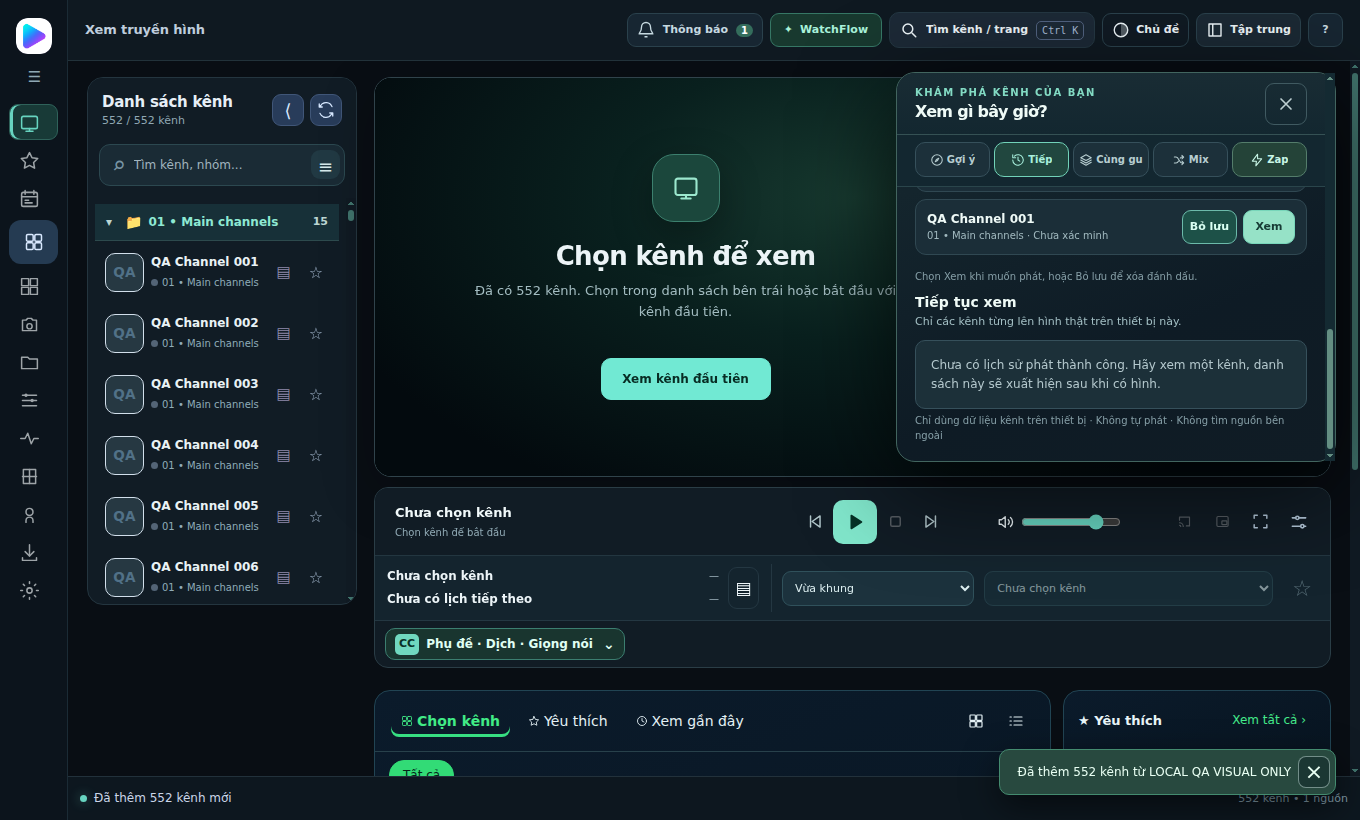 Xem truyền hình
Thông báo 1
✦ WatchFlow
Tìm kênh / trang Ctrl K
Chủ đề
Tập trung
?
Danh sách kênh
552 / 552 kênh
Tìm kênh, nhóm...
01 • Main channels 15
QA
QA Channel 001
01 • Main channels
QA
QA Channel 002
01 • Main channels
QA
QA Channel 003
01 • Main channels
QA
QA Channel 004
01 • Main channels
QA
QA Channel 005
01 • Main channels
QA
QA Channel 006
01 • Main channels
Chọn kênh để xem
Đã có 552 kênh. Chọn trong danh sách bên trái hoặc bắt đầu với
kênh đầu tiên.
Xem kênh đầu tiên
KHÁM PHÁ KÊNH CỦA BẠN
Xem gì bây giờ?
Gợi ý
Tiếp
Cùng gu
Mix
Zap
QA Channel 001
01 • Main channels · Chưa xác minh
Bỏ lưu
Xem
Chọn Xem khi muốn phát, hoặc Bỏ lưu để xóa đánh dấu.
Tiếp tục xem
Chỉ các kênh từng lên hình thật trên thiết bị này.
Chưa có lịch sử phát thành công. Hãy xem một kênh, danh
sách này sẽ xuất hiện sau khi có hình.
Chỉ dùng dữ liệu kênh trên thiết bị · Không tự phát · Không tìm nguồn bên
ngoài
Chưa chọn kênh
Chọn kênh để bắt đầu
Chưa chọn kênh —
Chưa có lịch tiếp theo —
Vừa khung
Chưa chọn kênh
CC Phụ đề · Dịch · Giọng nói
Chọn kênh
Yêu thích
Xem gần đây
Tất cả
★ Yêu thích
Xem tất cả ›
Đã thêm 552 kênh từ LOCAL QA VISUAL ONLY
Đã thêm 552 kênh mới
552 kênh • 1 nguồn